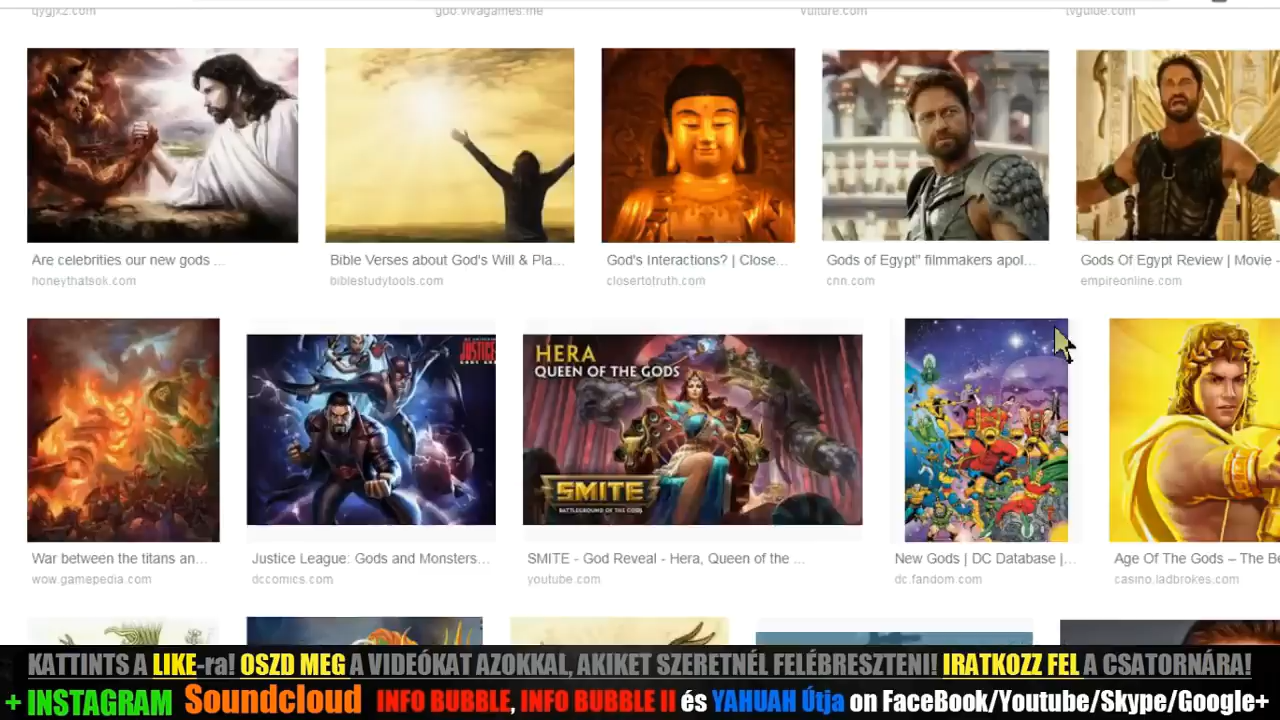 qygjxz.com
goo.vivagames.me
vulture.com
tvguide.com
Are celebrities our new gods ...
Bible Verses about God's Will & Pla...
God's Interactions? | Close...
Gods of Egypt" filmmakers apol...
Gods Of Egypt Review | Movie -
honeythatsok.com
biblestudytools.com
closertotruth.com
cnn.com
empireonline.com
JUSTICE
HERA
QUEEN OF THE GODS
SMITE
BATTLEGROUND OF THE GODS
War between the titans an...
Justice League: Gods and Monsters...
SMITE - God Reveal - Hera, Queen of the ...
New Gods | DC Database |...
Age Of The Gods – The Be
wow.gamepedia.com
dccomics.com
youtube.com
dc.fandom.com
casino.ladbrokes.com
KATTINTS A LIKE-ra! OSZD MEG A VIDEÓKAT AZOKKAL, AKIKET SZERETNÉL FELÉBRESZTENI! IRATKOZZ FEL A CSATORNÁRA!
+ INSTAGRAM Soundcloud INFO BUBBLE, INFO BUBBLE II és YAHUAH Útja on FaceBook/Youtube/Skype/Google+